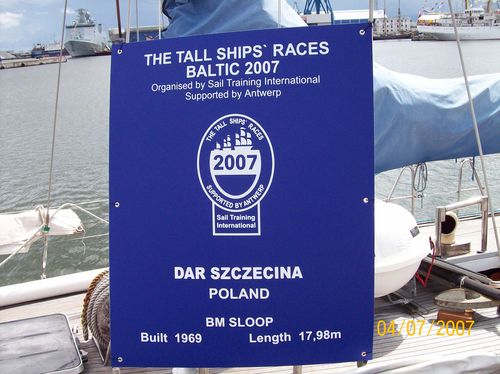 THE TALL SHIPS` RACES
BALTIC 2007
Organised by Sail Training International
Supported by Antwerp
THE TALL SHIPS` RACES
2007
SUPPORTED BY ANTWERP
Sail Training
International
DAR SZCZECINA
POLAND
BM SLOOP
Built 1969 Length 17,98m
04/07/2007